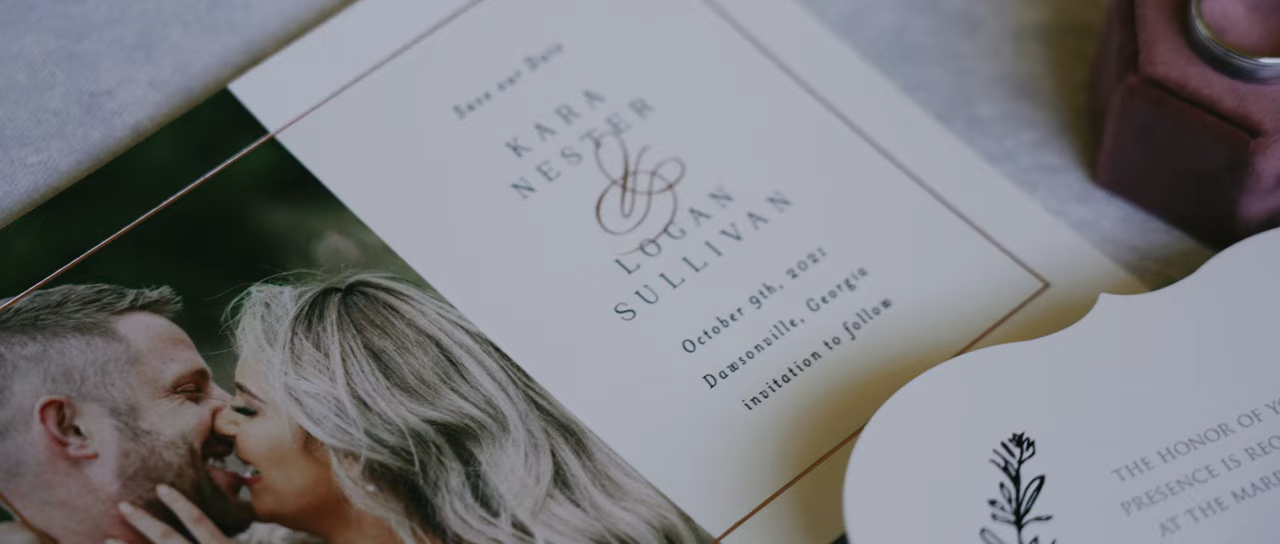 Save our Date
KARA
NESTER
&
LOGAN
SULLIVAN
October 9th, 2021
Dawsonville, Georgia
invitation to follow
THE HONOR OF
PRESENCE IS
AT THE